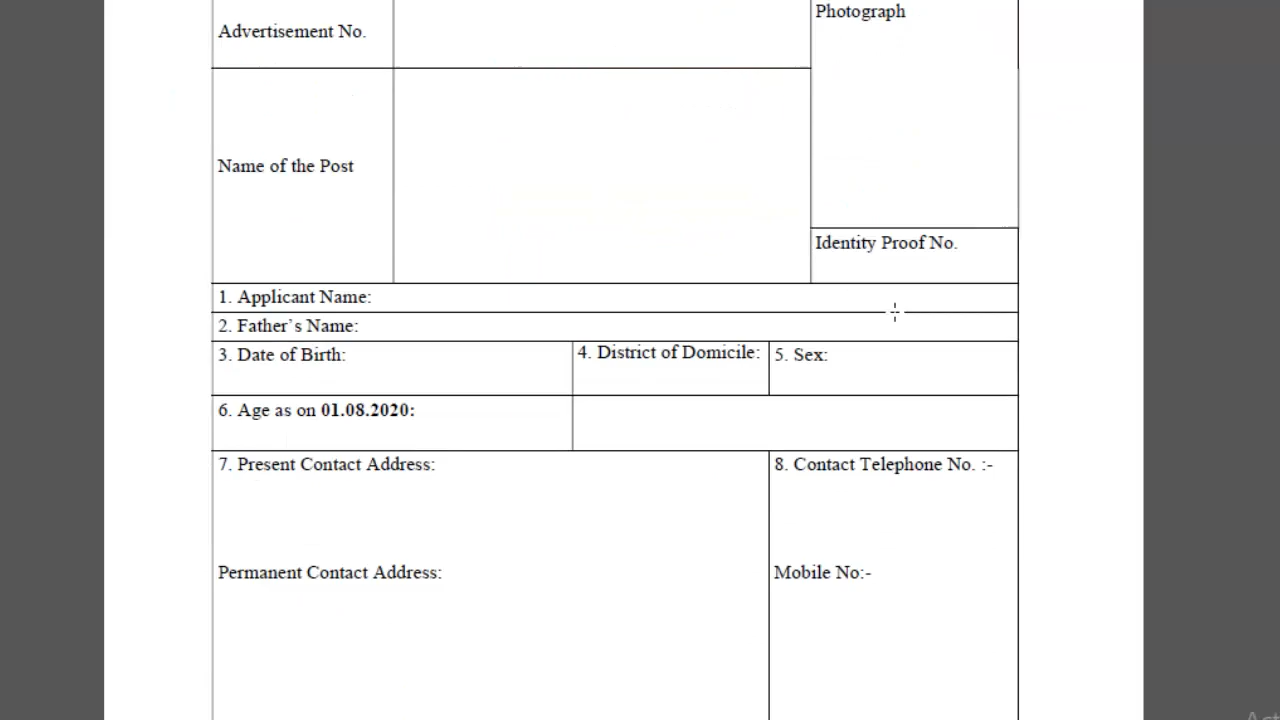 Photograph
Advertisement No.
Name of the Post
Identity Proof No.
1. Applicant Name:
2. Father's Name:
3. Date of Birth:
4. District of Domicile:
5. Sex:
6. Age as on 01.08.2020:
7. Present Contact Address:
8. Contact Telephone No. :-
Permanent Contact Address:
Mobile No:-